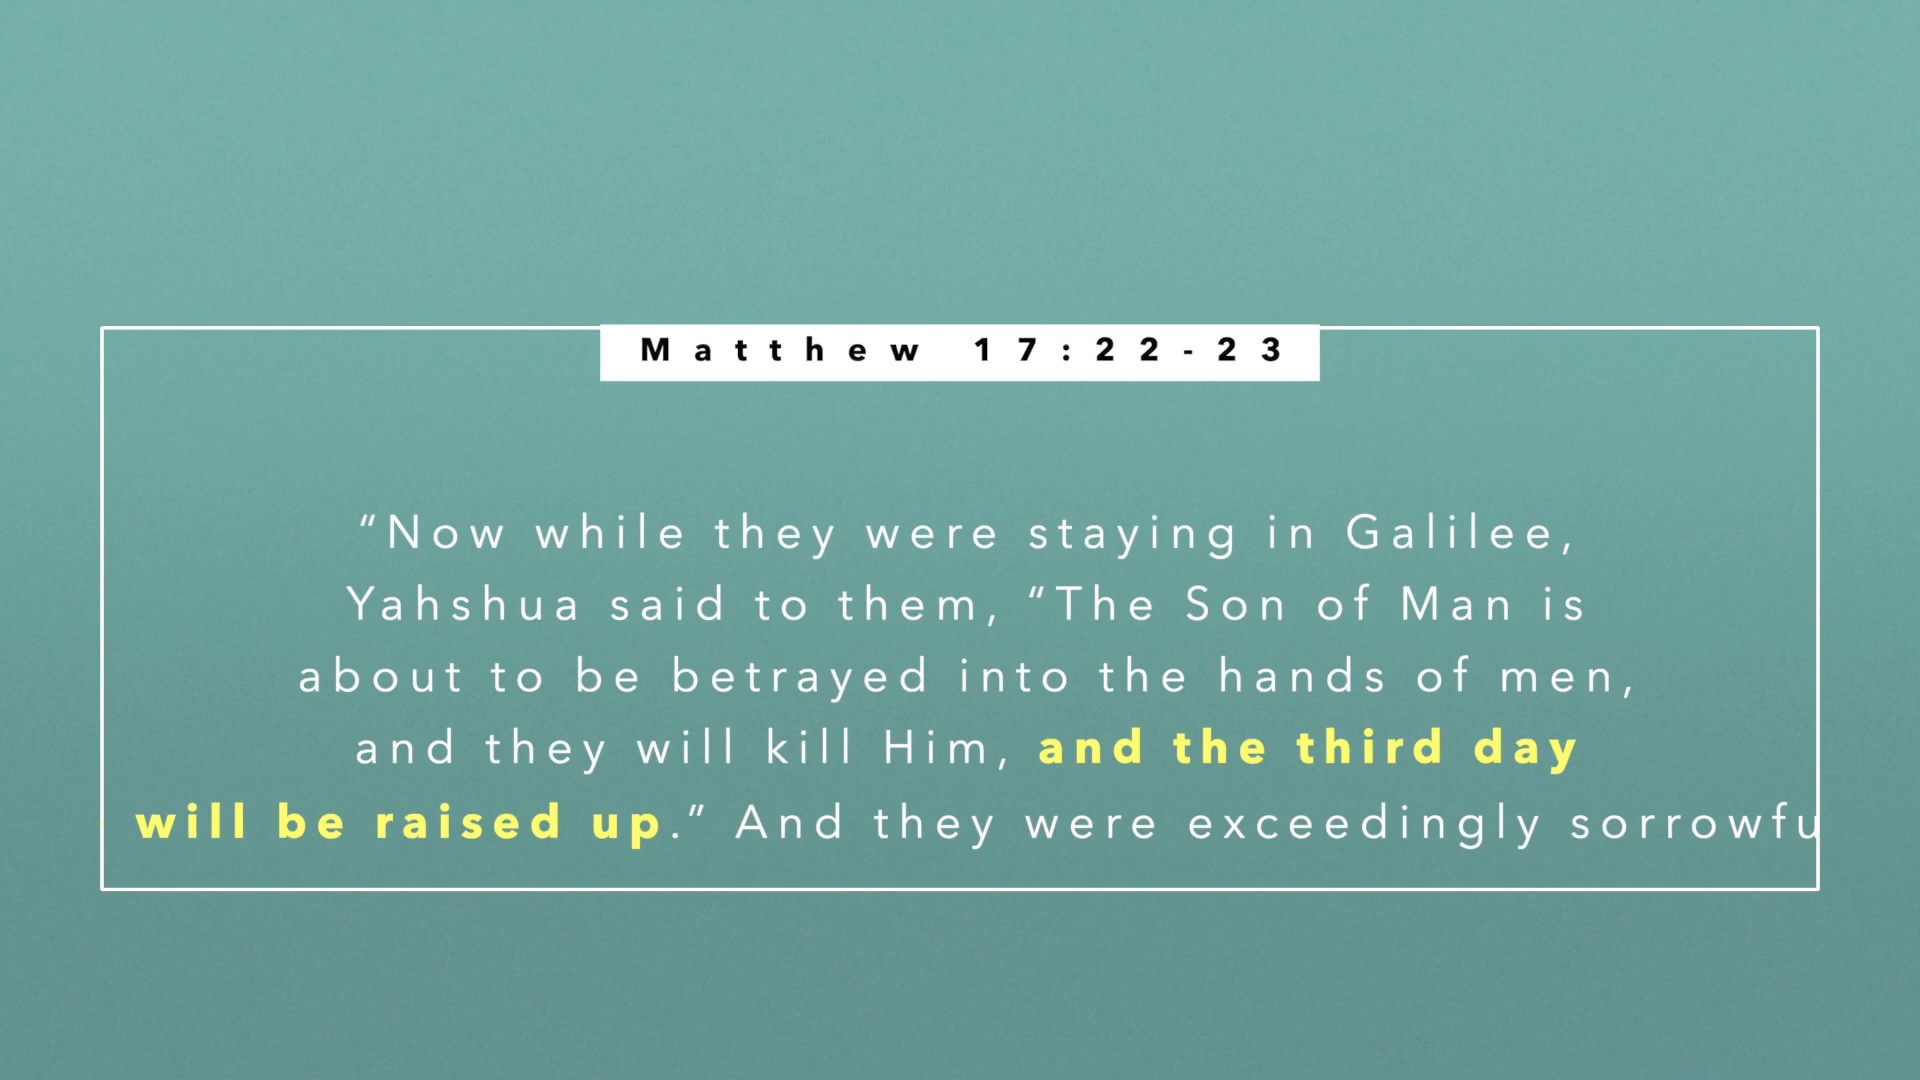 Matthew 17:22-23
“Now while they were staying in Galilee,
Yahshua said to them, “The Son of Man is
about to be betrayed into the hands of men,
and they will kill Him, and the third day
will be raised up.” And they were exceedingly sorrowfu